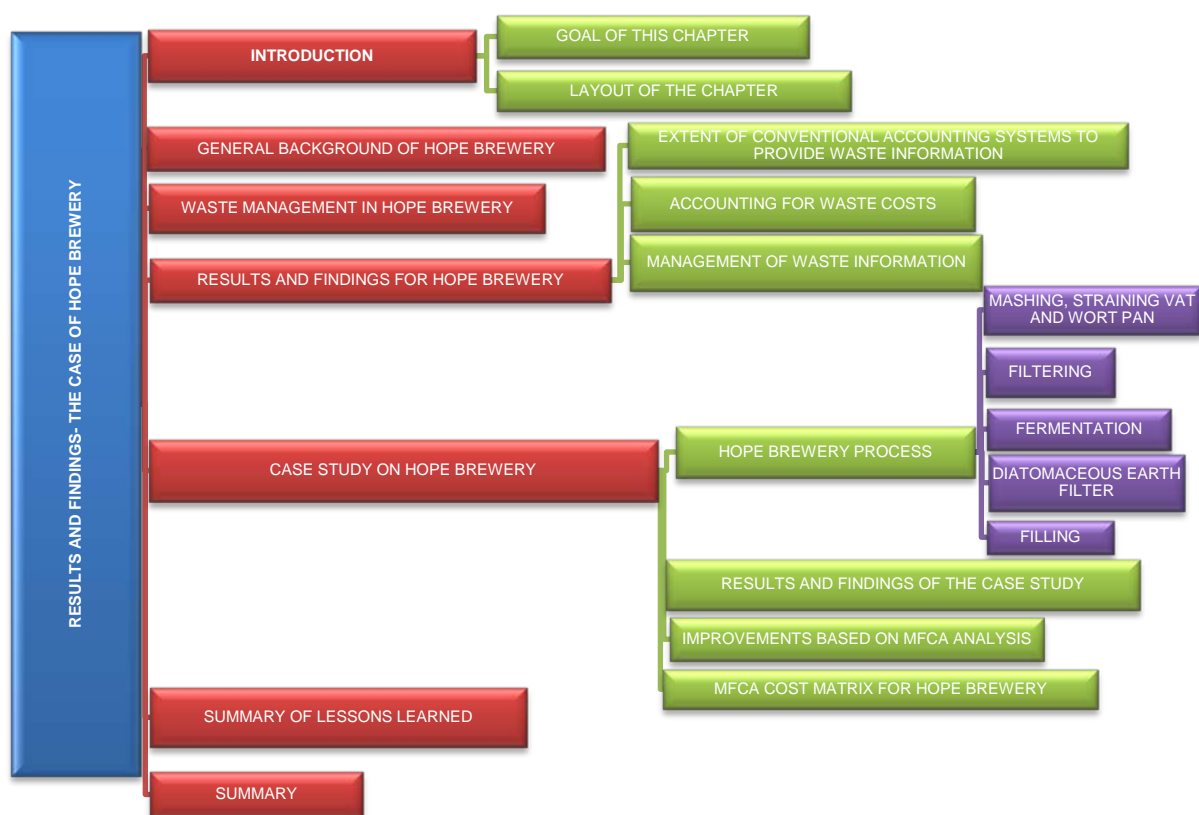 RESULTS AND FINDINGS- THE CASE OF HOPE BREWERY
INTRODUCTION
GOAL OF THIS CHAPTER
LAYOUT OF THE CHAPTER
GENERAL BACKGROUND OF HOPE BREWERY
WASTE MANAGEMENT IN HOPE BREWERY
RESULTS AND FINDINGS FOR HOPE BREWERY
EXTENT OF CONVENTIONAL ACCOUNTING SYSTEMS TO
PROVIDE WASTE INFORMATION
ACCOUNTING FOR WASTE COSTS
MANAGEMENT OF WASTE INFORMATION
CASE STUDY ON HOPE BREWERY
HOPE BREWERY PROCESS
MASHING, STRAINING VAT
AND WORT PAN
FILTERING
FERMENTATION
DIATOMACEOUS EARTH
FILTER
FILLING
RESULTS AND FINDINGS OF THE CASE STUDY
IMPROVEMENTS BASED ON MFCA ANALYSIS
MFCA COST MATRIX FOR HOPE BREWERY
SUMMARY OF LESSONS LEARNED
SUMMARY